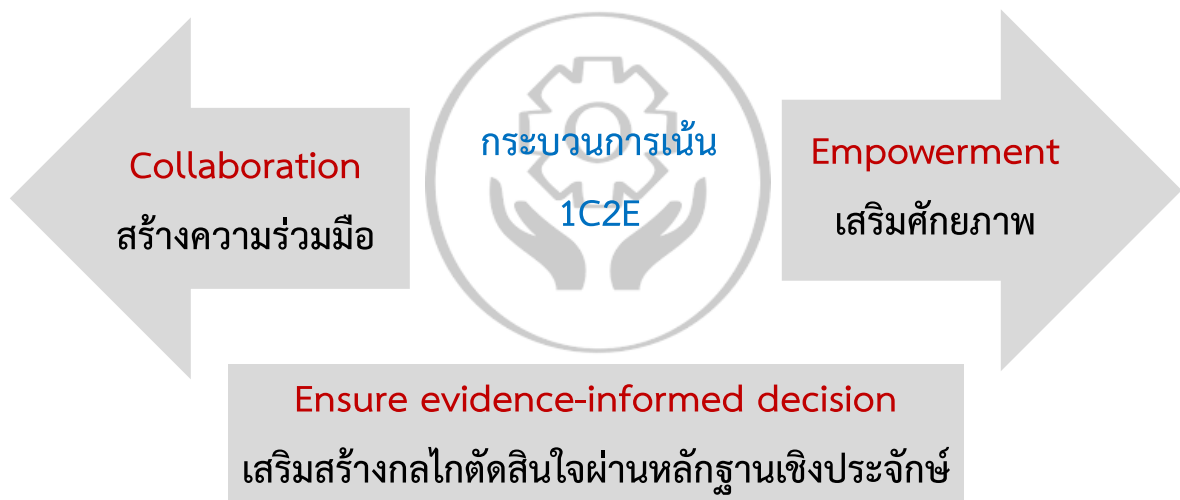 Collaboration
สร้างความร่วมมือ
กระบวนการเน้น
1C2E
Empowerment
เสริมศักยภาพ
Ensure evidence-informed decision
เสริมสร้างกลไกตัดสินใจผ่านหลักฐานเชิงประจักษ์